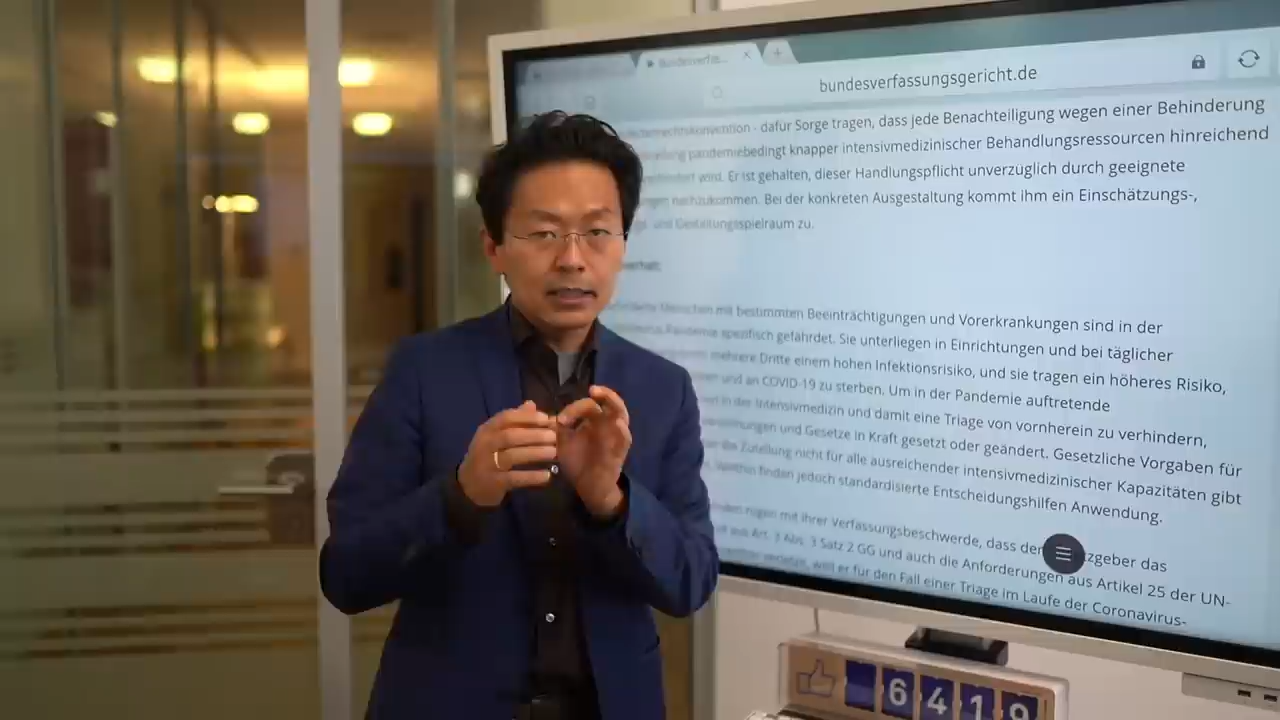 Bundesverfas...
bundesverfassungsgericht.de
- dafür Sorge tragen, dass jede Benachteiligung wegen einer Behinderung
pandemiebedingt knapper intensivmedizinischer Behandlungsressourcen hinreichend
wird. Er ist gehalten, dieser Handlungspflicht unverzüglich durch geeignete
nachzukommen. Bei der konkreten Ausgestaltung kommt ihm ein Einschätzungs-,
und Gestaltungsspielraum zu.
Menschen mit bestimmten Beeinträchtigungen und Vorerkrankungen sind in der
Pandemie spezifisch gefährdet. Sie unterliegen in Einrichtungen und bei täglicher
mehrere Dritte einem hohen Infektionsrisiko, und sie tragen ein höheres Risiko,
und an COVID-19 zu sterben. Um in der Pandemie auftretende
in der Intensivmedizin und damit eine Triage von vornherein zu verhindern,
und Gesetze in Kraft gesetzt oder geändert. Gesetzliche Vorgaben für
die Zuteilung nicht für alle ausreichender intensivmedizinischer Kapazitäten gibt
finden jedoch standardisierte Entscheidungshilfen Anwendung.
rügen mit ihrer Verfassungsbeschwerde, dass der zgeber das
aus Art. 3 Abs. 3 Satz 2 GG und auch die Anforderungen aus Artikel 25 der UN-
weil er für den Fall einer Triage im Laufe der Coronavirus-
6419